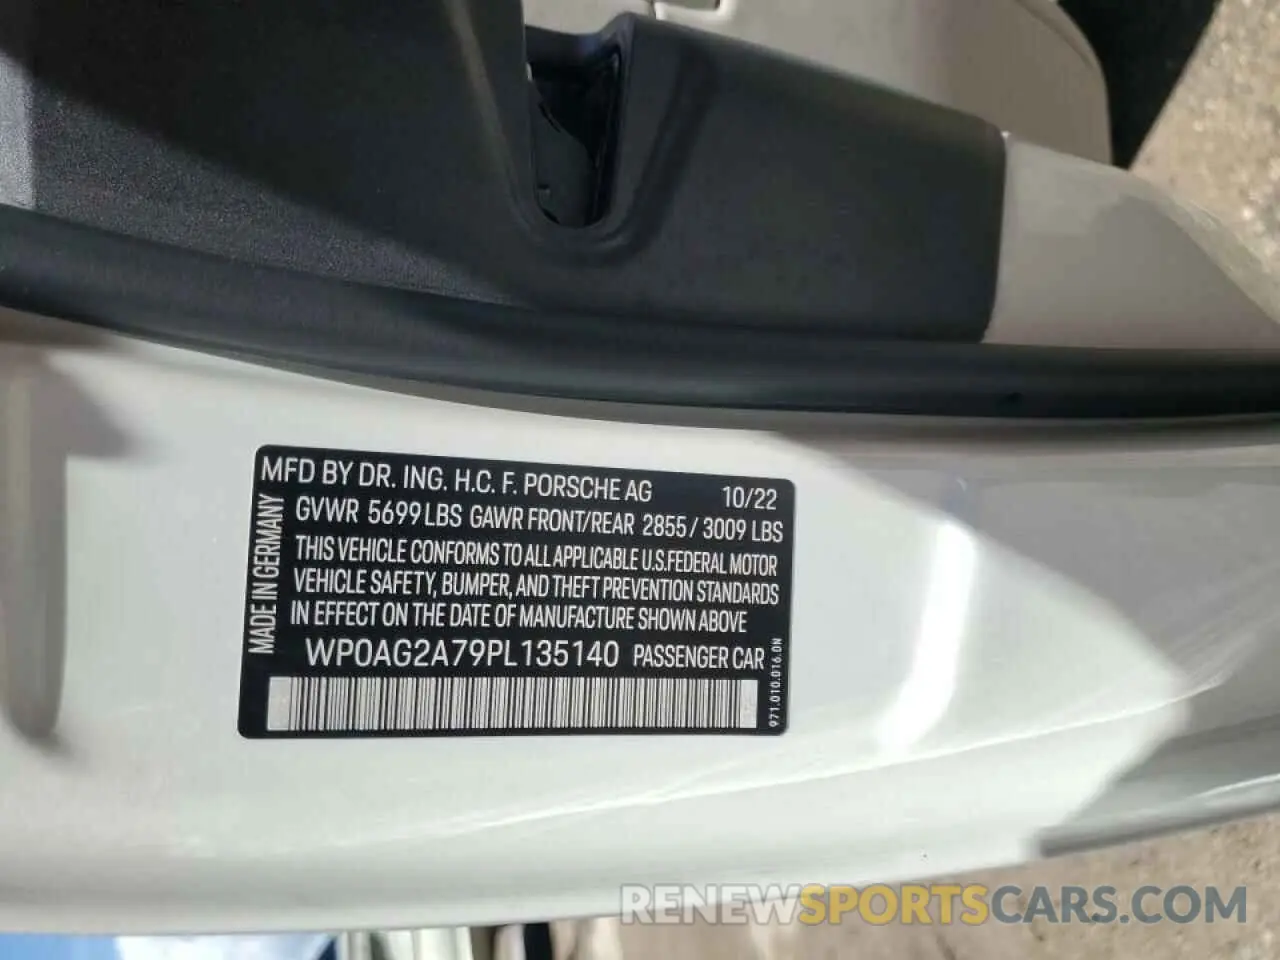 MFD BY DR. ING. H.C. F. PORSCHE AG 10/22
GVWR 5699 LBS GAWR FRONT/REAR 2855/3009 LBS
THIS VEHICLE CONFORMS TO ALL APPLICABLE U.S.FEDERAL MOTOR
VEHICLE SAFETY, BUMPER, AND THEFT PREVENTION STANDARDS
IN EFFECT ON THE DATE OF MANUFACTURE SHOWN ABOVE
WP0AG2A79PL135140 PASSENGER CAR
MADE IN GERMANY
971.010.016.0N
RENEWSPORTSCARS.COM